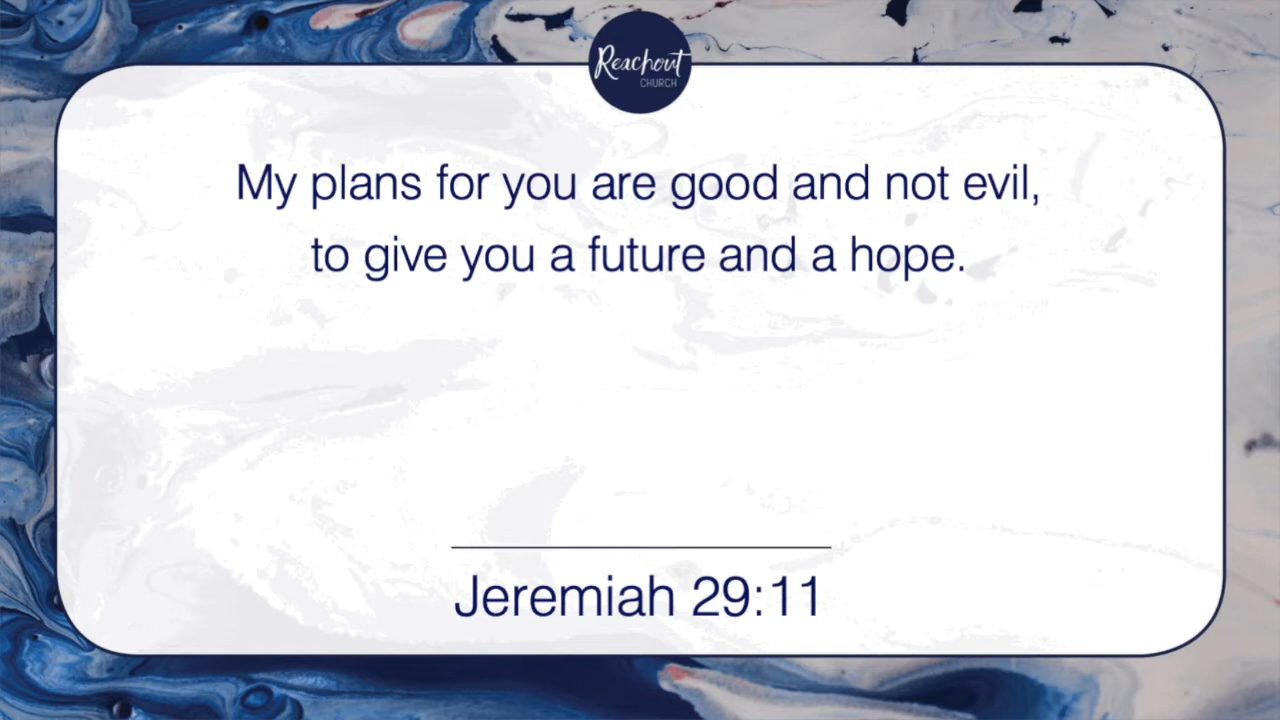 Reachout
CHURCH
My plans for you are good and not evil,
to give you a future and a hope.
Jeremiah 29:11